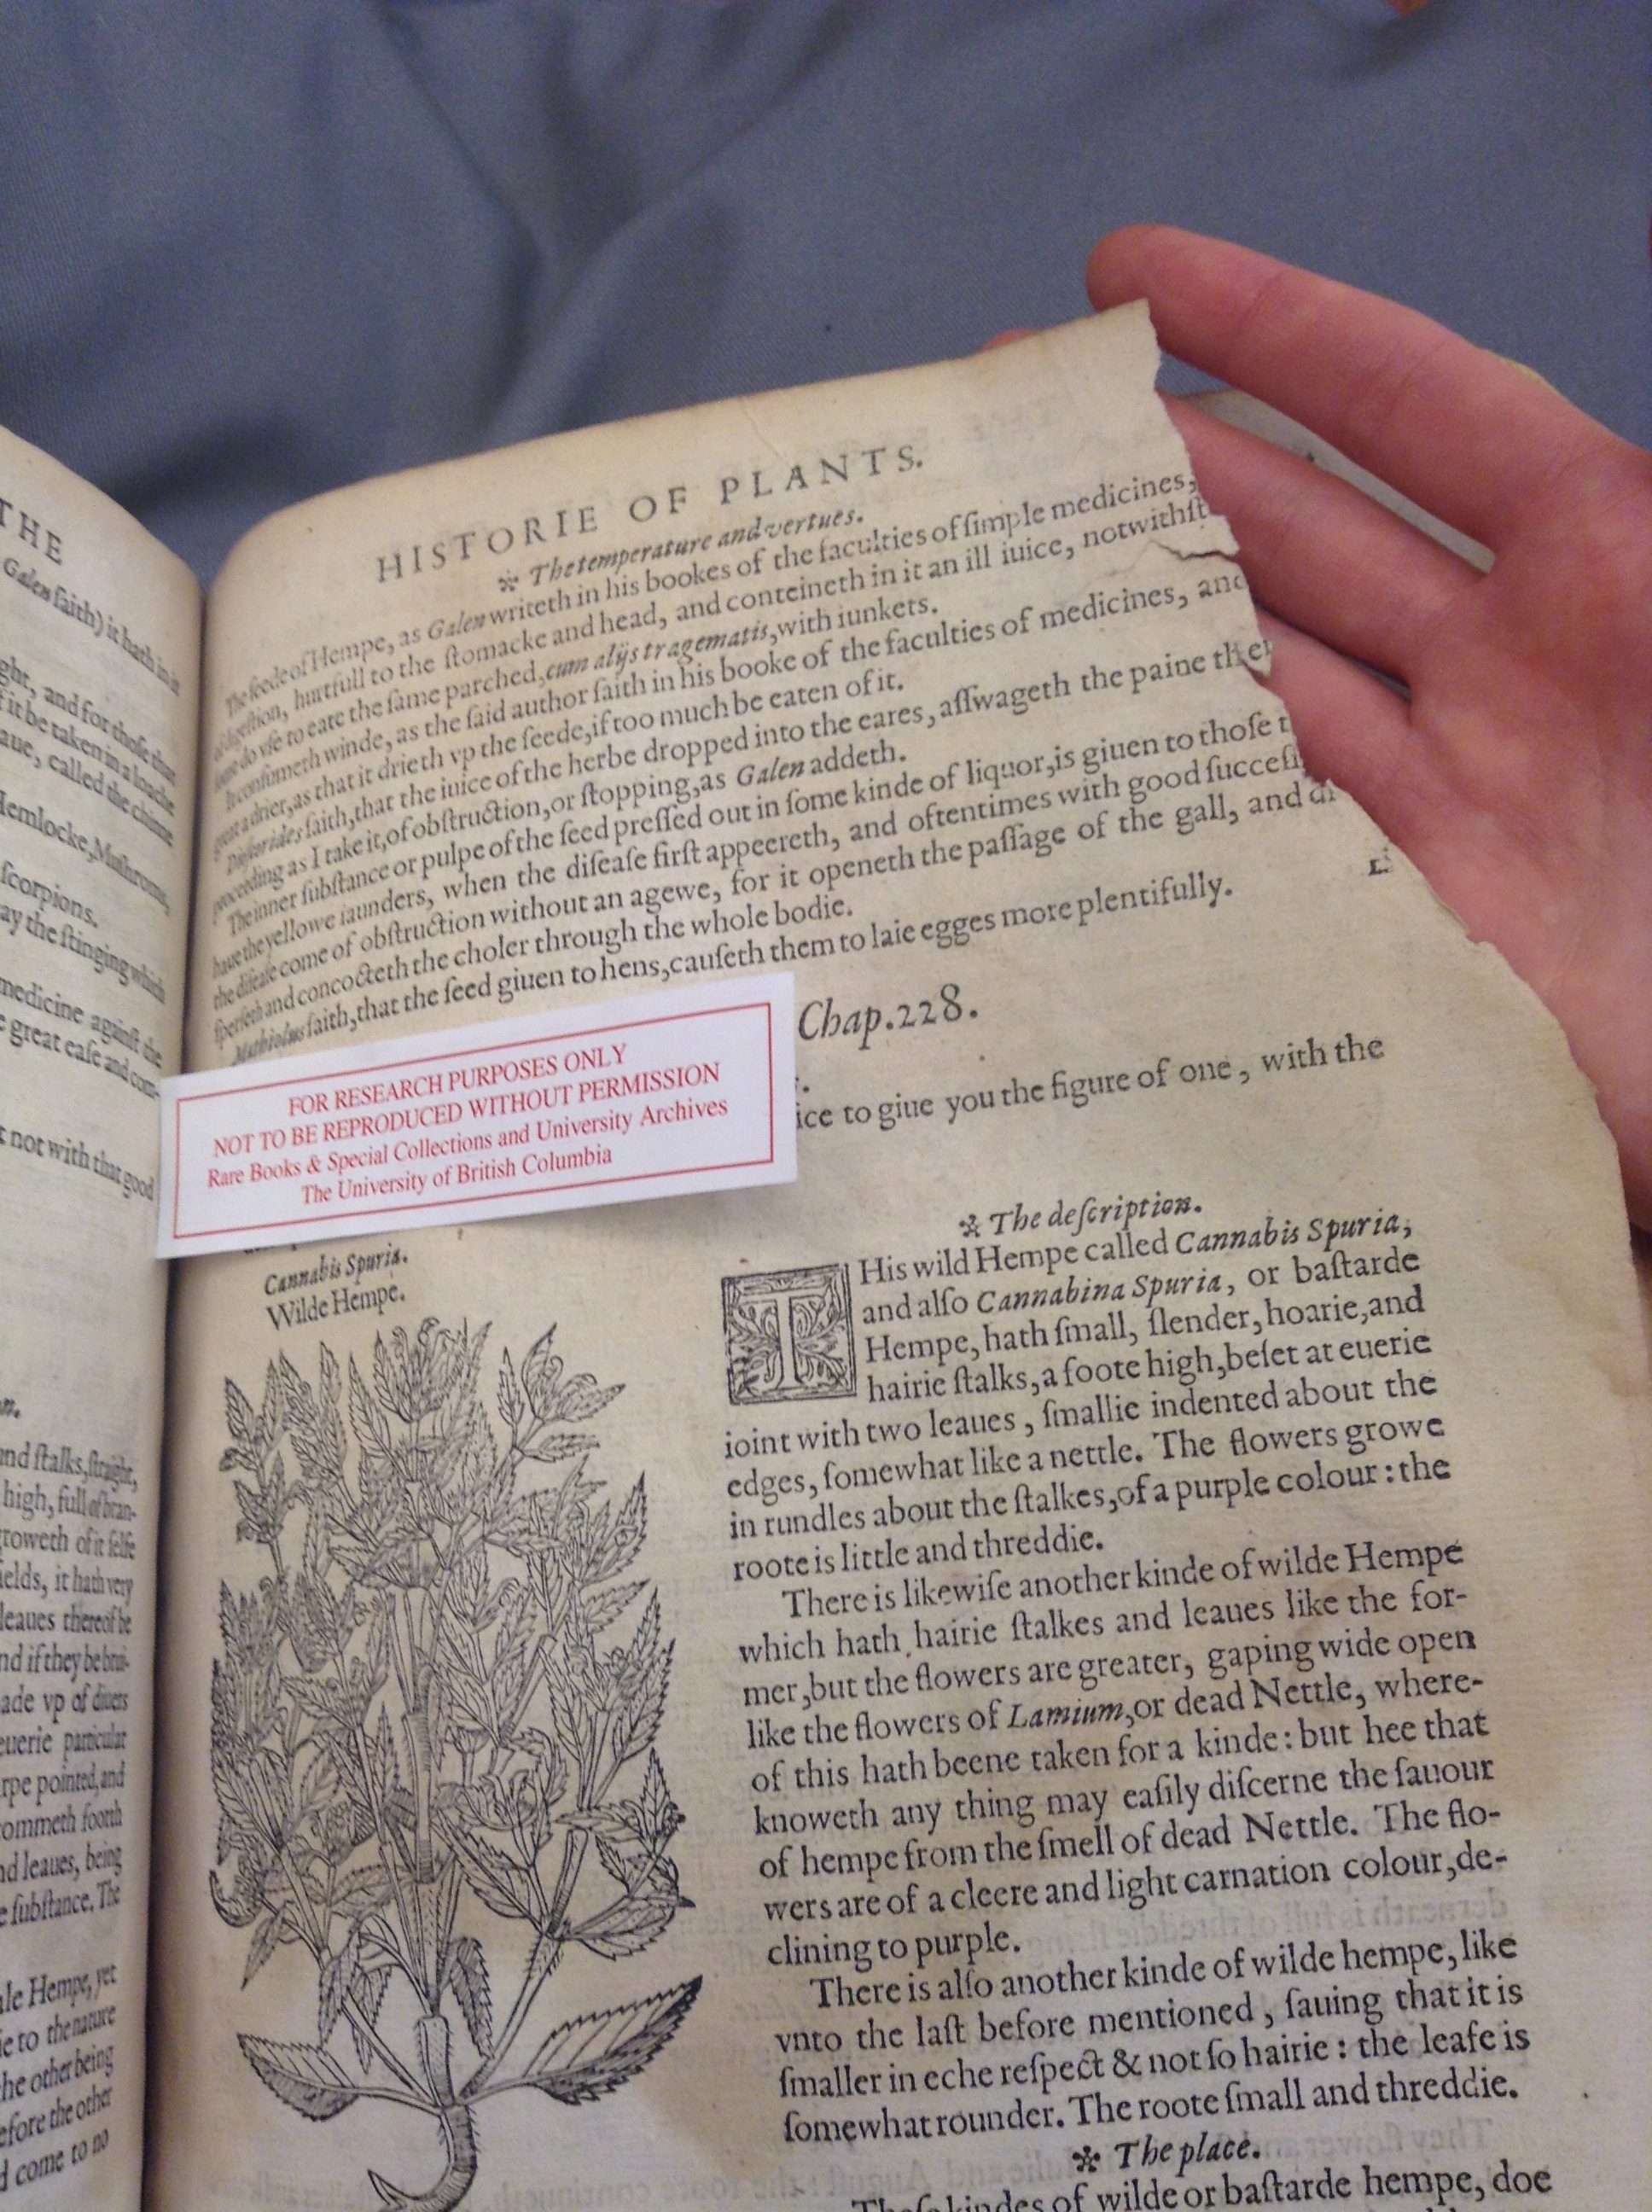 THE
Galen saith) it hath in it
ght, and for those that
f it be taken in a locche
aue, called the chinne
Hemlocke, Mushroms,
scorpions.
ay the stinging which
medicine against the
e great ease and com-
t not with that good
n.
nd stalks, straight,
high, full of bran-
roweth of it selfe
ields, it hath very
leaues thereof be
nd if they be brui-
ade vp of diuers
euerie particular
rpe pointed, and
ommeth foorth
nd leaues, being
e substance. The
ale Hempe, yet
ie to the nature
he other being
efore the other
d come to no
HISTORIE OF PLANTS.
❧ The temperature and vertues.
The seede of Hempe, as Galen writeth in his bookes of the faculties of simple medicines,
of digestion, hurtfull to the stomacke and head, and conteineth in it an ill iuice, notwithst
some do vse to eate the same parched, cum alijs tragematis, with iunkets.
It consumeth winde, as the said author saith in his booke of the faculties of medicines, and
great a drier, as that it drieth vp the seede, if too much be eaten of it.
Dioscorides saith, that the iuice of the herbe dropped into the eares, asswageth the paine ther
proceeding as I take it, of obstruction, or stopping, as Galen addeth.
The inner substance or pulpe of the seed pressed out in some kinde of liquor, is giuen to those t
haue the yellowe iaunders, when the disease first appeereth, and oftentimes with good succes
the disease come of obstruction without an agewe, for it openeth the passage of the gall, and di
sperseth and concocteth the choler through the whole bodie.
Mathiolus saith, that the seed giuen to hens, causeth them to laie egges more plentifully.
Chap. 228.
ice to giue you the figure of one, with the
FOR RESEARCH PURPOSES ONLY
NOT TO BE REPRODUCED WITHOUT PERMISSION
Rare Books & Special Collections and University Archives
The University of British Columbia
Cannabis Spuria.
Wilde Hempe.
❧ The description.
THis wild Hempe called Cannabis Spuria,
and also Cannabina Spuria, or bastarde
Hempe, hath small, slender, hoarie, and
hairie stalks, a foote high, beset at euerie
ioint with two leaues, smallie indented about the
edges, somewhat like a nettle. The flowers growe
in rundles about the stalkes, of a purple colour: the
roote is little and threddie.
There is likewise another kinde of wilde Hempe
which hath hairie stalkes and leaues like the for-
mer, but the flowers are greater, gaping wide open
like the flowers of Lamium, or dead Nettle, where-
of this hath beene taken for a kinde: but hee that
knoweth any thing may easily discerne the sauour
of hempe from the smell of dead Nettle. The flo-
wers are of a cleere and light carnation colour, de-
clining to purple.
There is also another kinde of wilde hempe, like
vnto the last before mentioned, sauing that it is
smaller in eche respect & not so hairie: the leafe is
somewhat rounder. The roote small and threddie.
❧ The place.
These kindes of wilde or bastarde hempe, doe